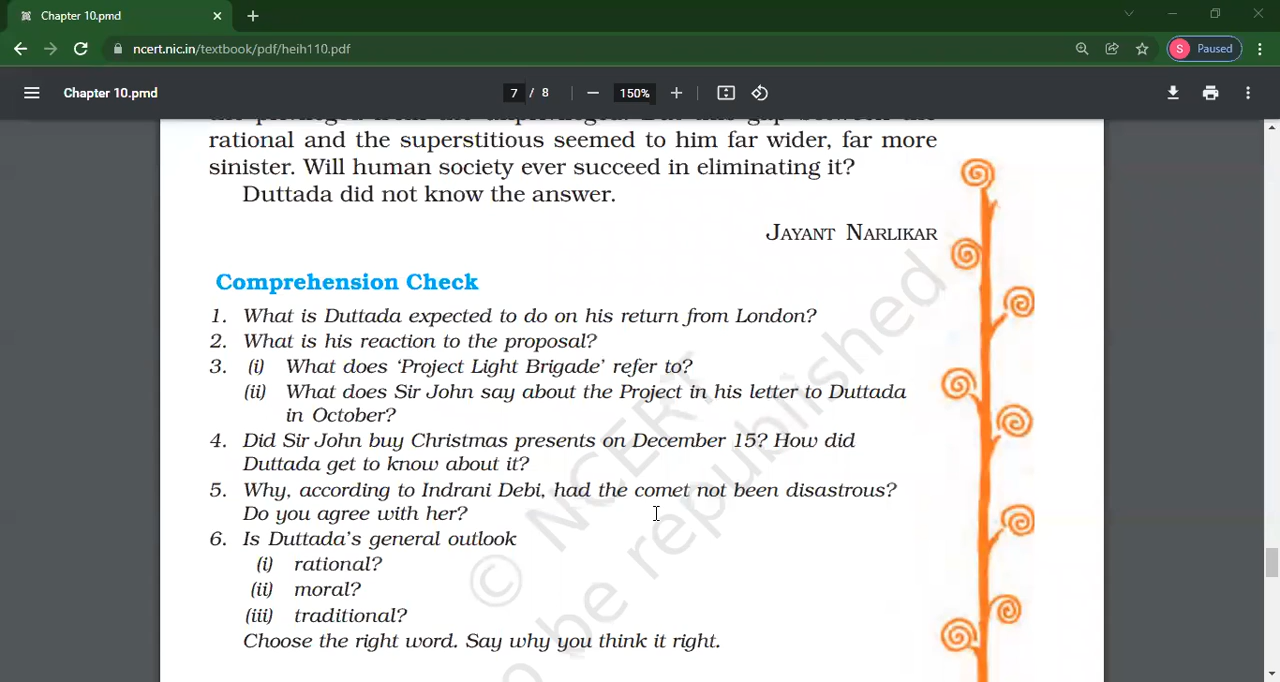 Chapter 10.pmd
ncert.nic.in/textbook/pdf/heih110.pdf
S Paused
Chapter 10.pmd
7 / 8
150%
rational and the superstitious seemed to him far wider, far more
sinister. Will human society ever succeed in eliminating it?
Duttada did not know the answer.
JAYANT NARLIKAR
Comprehension Check
1. What is Duttada expected to do on his return from London?
2. What is his reaction to the proposal?
3. (i) What does ‘Project Light Brigade’ refer to?
(ii) What does Sir John say about the Project in his letter to Duttada
in October?
4. Did Sir John buy Christmas presents on December 15? How did
Duttada get to know about it?
5. Why, according to Indrani Debi, had the comet not been disastrous?
Do you agree with her?
6. Is Duttada’s general outlook
(i) rational?
(ii) moral?
(iii) traditional?
Choose the right word. Say why you think it right.
© NCERT
o be republished